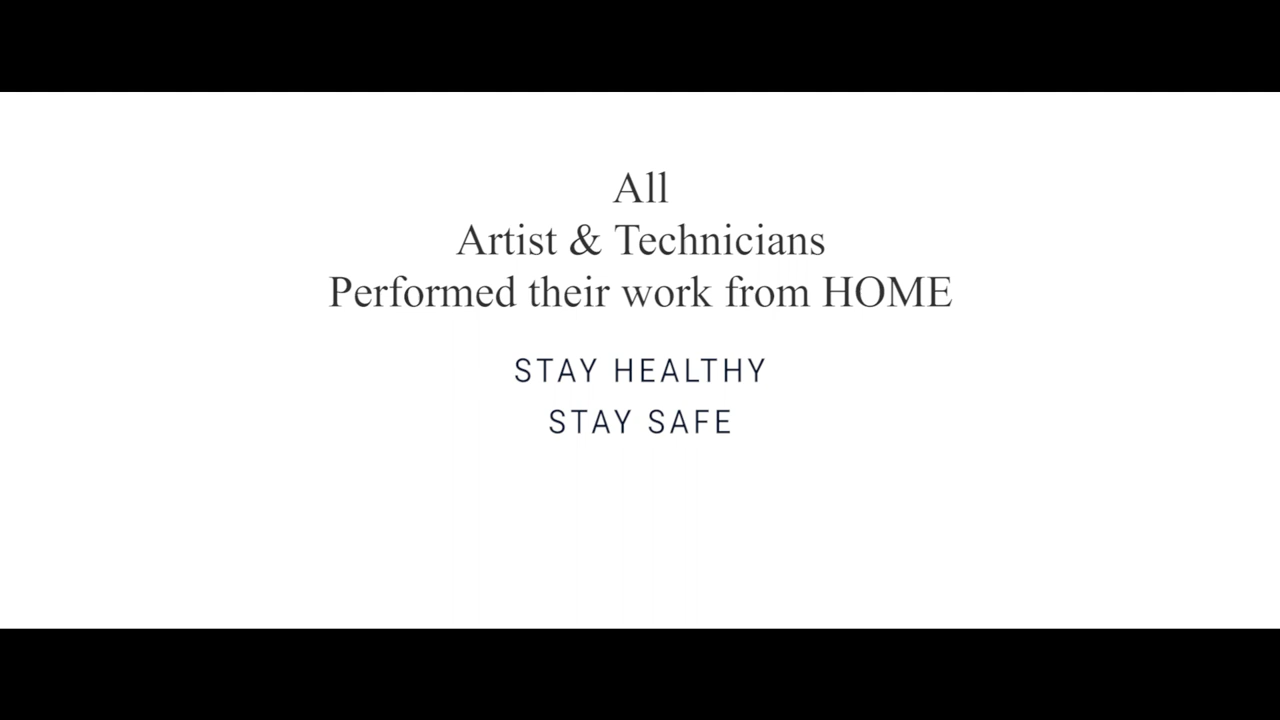 All
Artist & Technicians
Performed their work from HOME
STAY HEALTHY
STAY SAFE